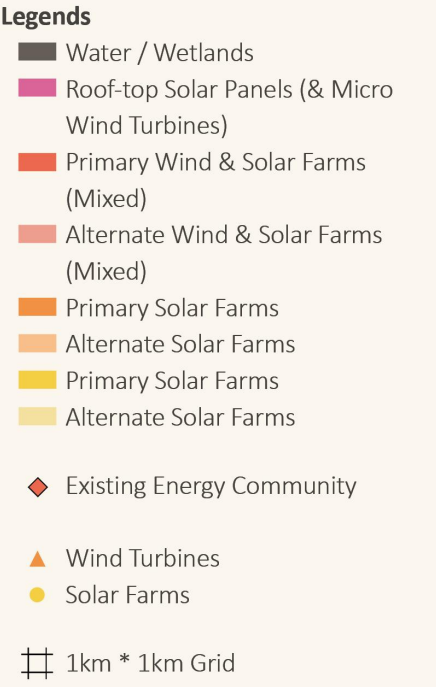 Legends
Water / Wetlands
Roof-top Solar Panels (& Micro
Wind Turbines)
Primary Wind & Solar Farms
(Mixed)
Alternate Wind & Solar Farms
(Mixed)
Primary Solar Farms
Alternate Solar Farms
Primary Solar Farms
Alternate Solar Farms
Existing Energy Community
Wind Turbines
Solar Farms
1km * 1km Grid